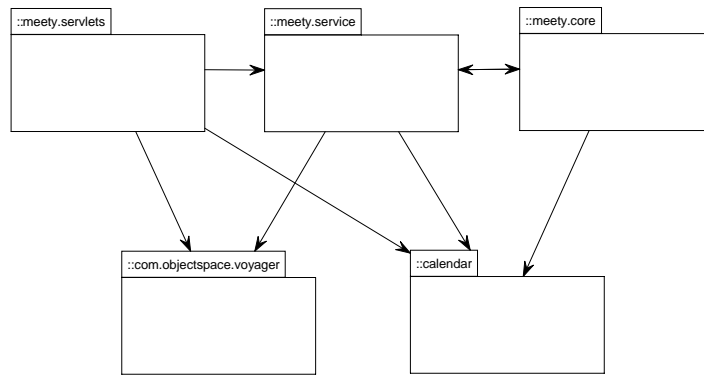 ::meety.servlets
::meety.service
::meety.core
::com.objectspace.voyager
::calendar